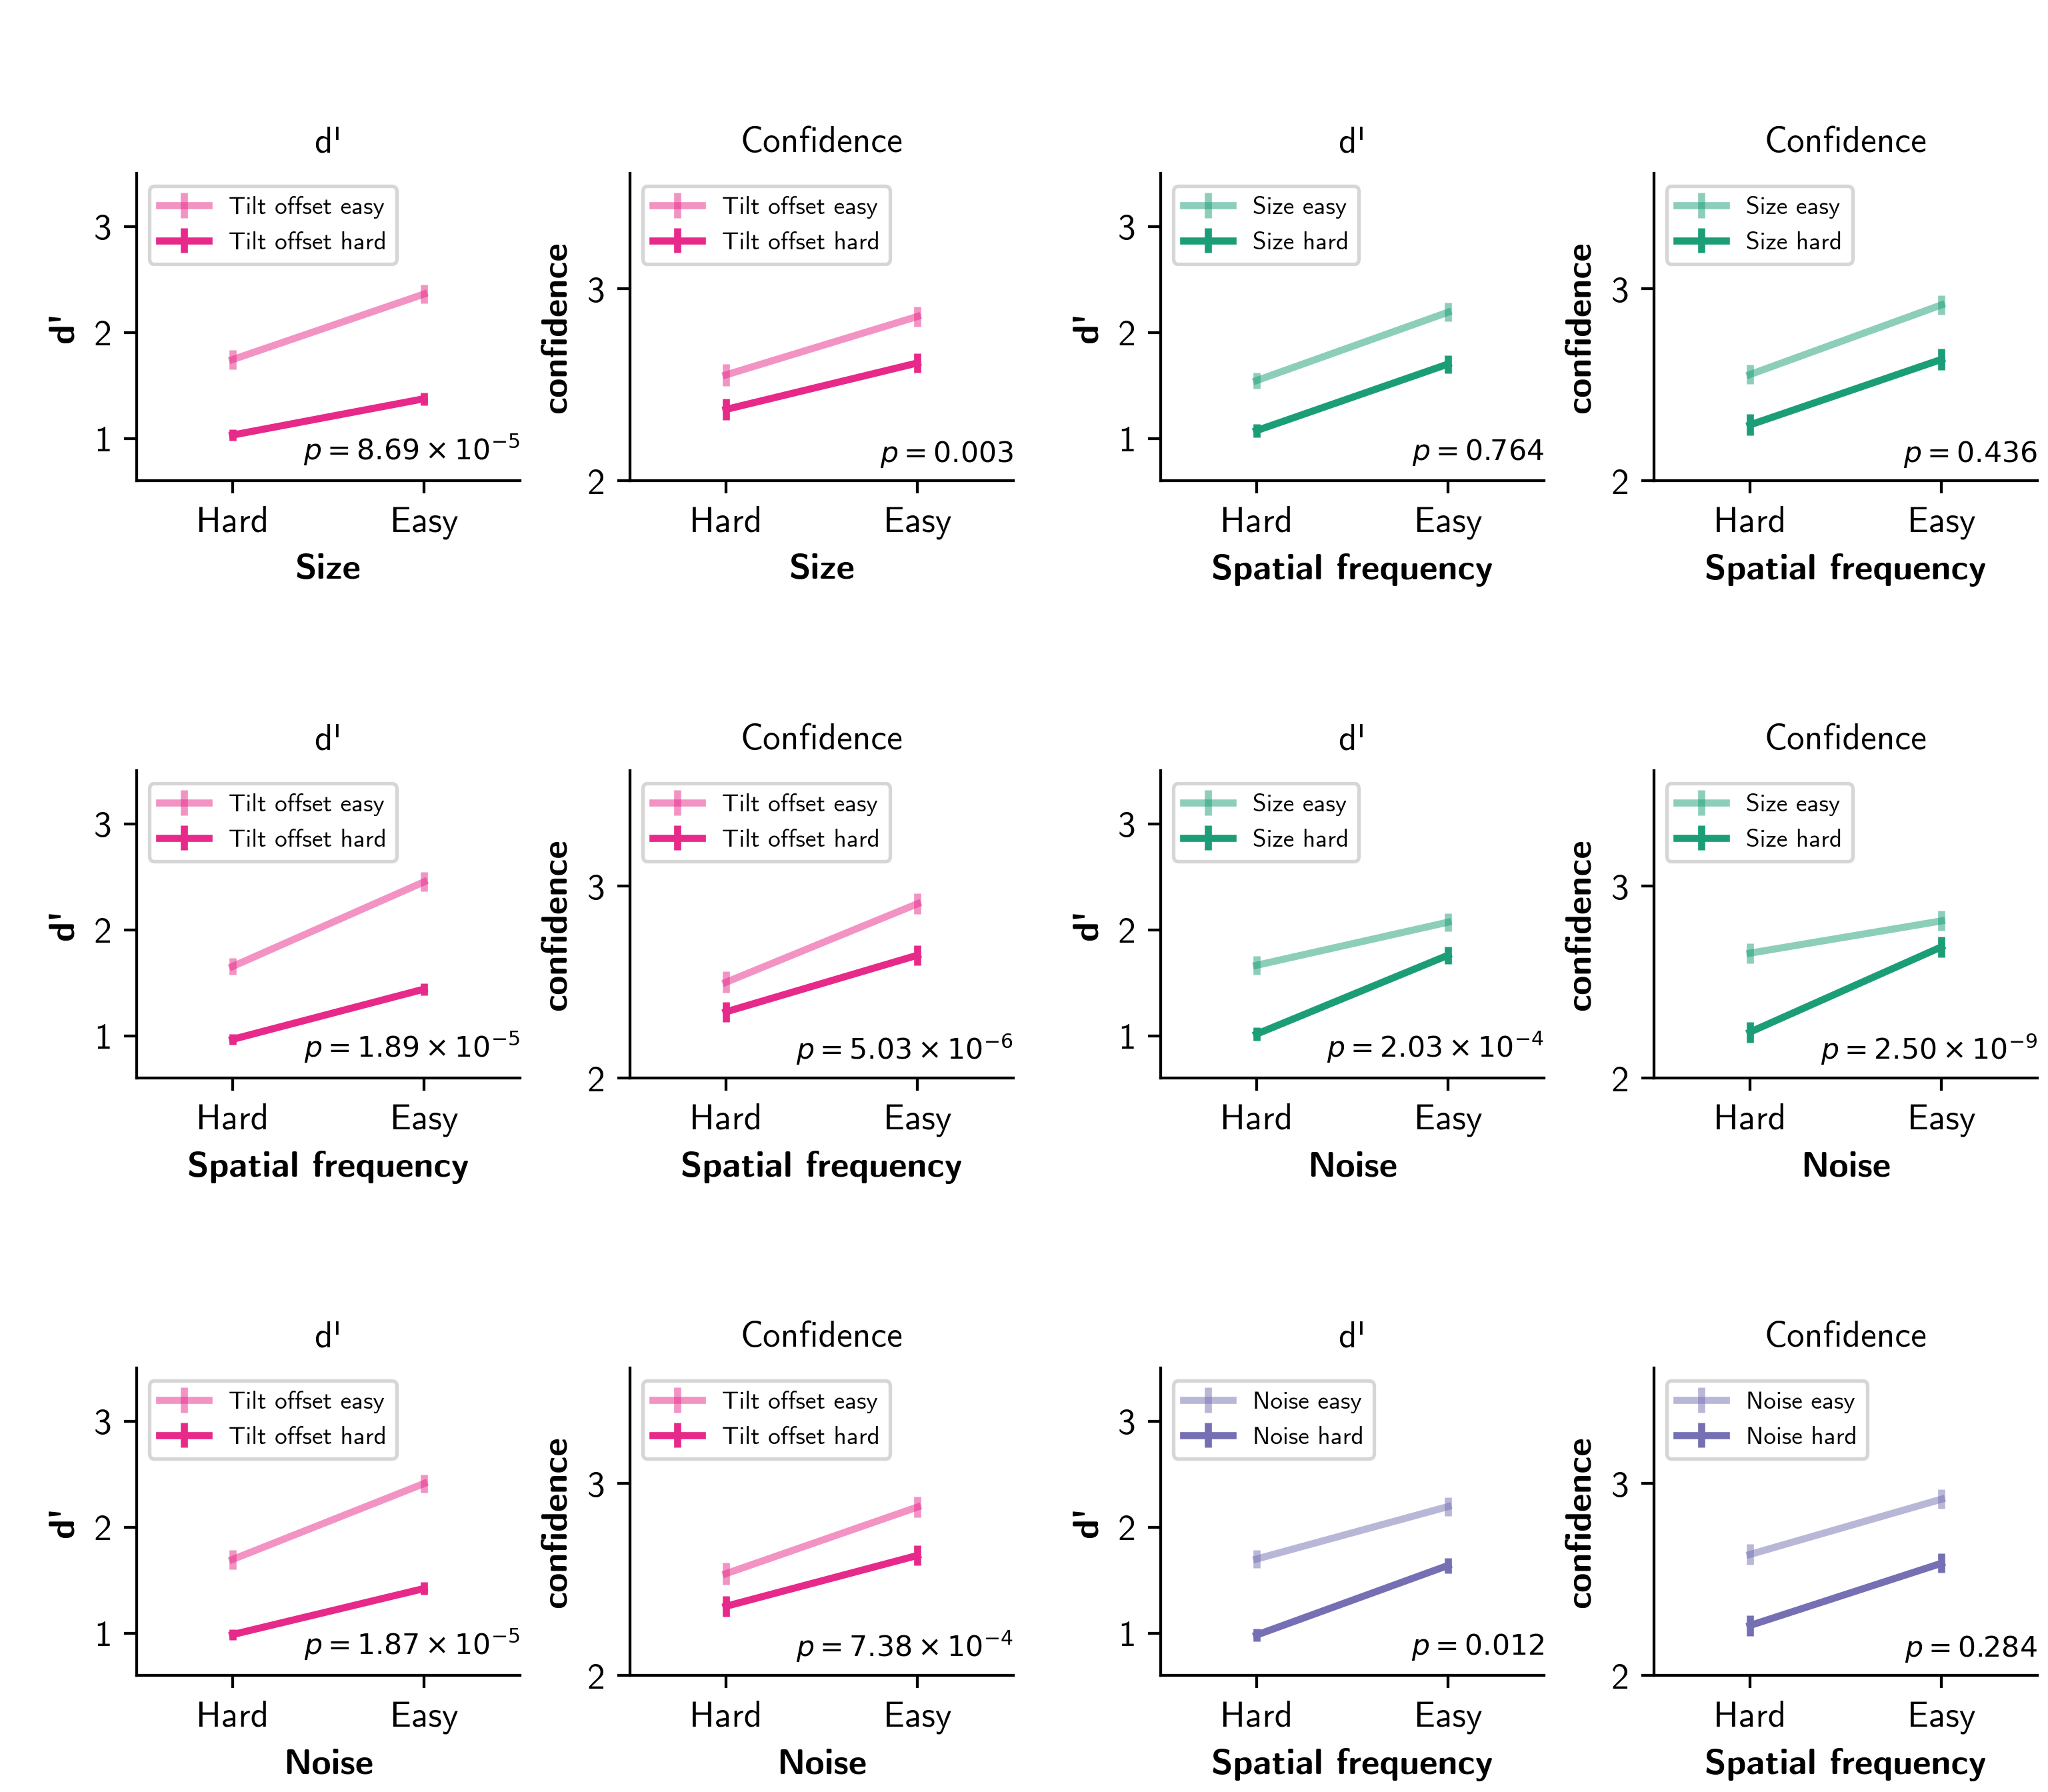 d'
Tilt offset easy
Tilt offset hard
3
2
1
d'
p = 8.69 × 10⁻⁵
Hard Easy
Size
Confidence
Tilt offset easy
Tilt offset hard
3
2
confidence
p = 0.003
Hard Easy
Size
d'
Size easy
Size hard
3
2
1
d'
p = 0.764
Hard Easy
Spatial frequency
Confidence
Size easy
Size hard
3
2
confidence
p = 0.436
Hard Easy
Spatial frequency
d'
Tilt offset easy
Tilt offset hard
3
2
1
d'
p = 1.89 × 10⁻⁵
Hard Easy
Spatial frequency
Confidence
Tilt offset easy
Tilt offset hard
3
2
confidence
p = 5.03 × 10⁻⁶
Hard Easy
Spatial frequency
d'
Size easy
Size hard
3
2
1
d'
p = 2.03 × 10⁻⁴
Hard Easy
Noise
Confidence
Size easy
Size hard
3
2
confidence
p = 2.50 × 10⁻⁹
Hard Easy
Noise
d'
Tilt offset easy
Tilt offset hard
3
2
1
d'
p = 1.87 × 10⁻⁵
Hard Easy
Noise
Confidence
Tilt offset easy
Tilt offset hard
3
2
confidence
p = 7.38 × 10⁻⁴
Hard Easy
Noise
d'
Noise easy
Noise hard
3
2
1
d'
p = 0.012
Hard Easy
Spatial frequency
Confidence
Noise easy
Noise hard
3
2
confidence
p = 0.284
Hard Easy
Spatial frequency